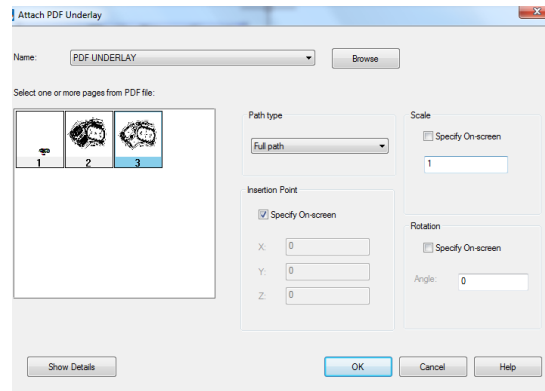 Attach PDF Underlay
Name: PDF UNDERLAY Browse
Select one or more pages from PDF file:
1 2 3
Path type
Full path
Insertion Point
Specify On-screen
X: 0
Y: 0
Z: 0
Scale
Specify On-screen
1
Rotation
Specify On-screen
Angle: 0
Show Details OK Cancel Help